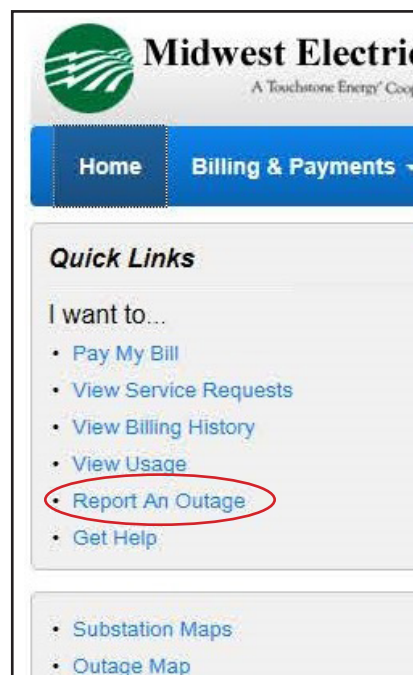 Midwest Electric
A Touchstone Energy® Coop
Home Billing & Payments
Quick Links
I want to...
• Pay My Bill
• View Service Requests
• View Billing History
• View Usage
• Report An Outage
• Get Help
• Substation Maps
• Outage Map